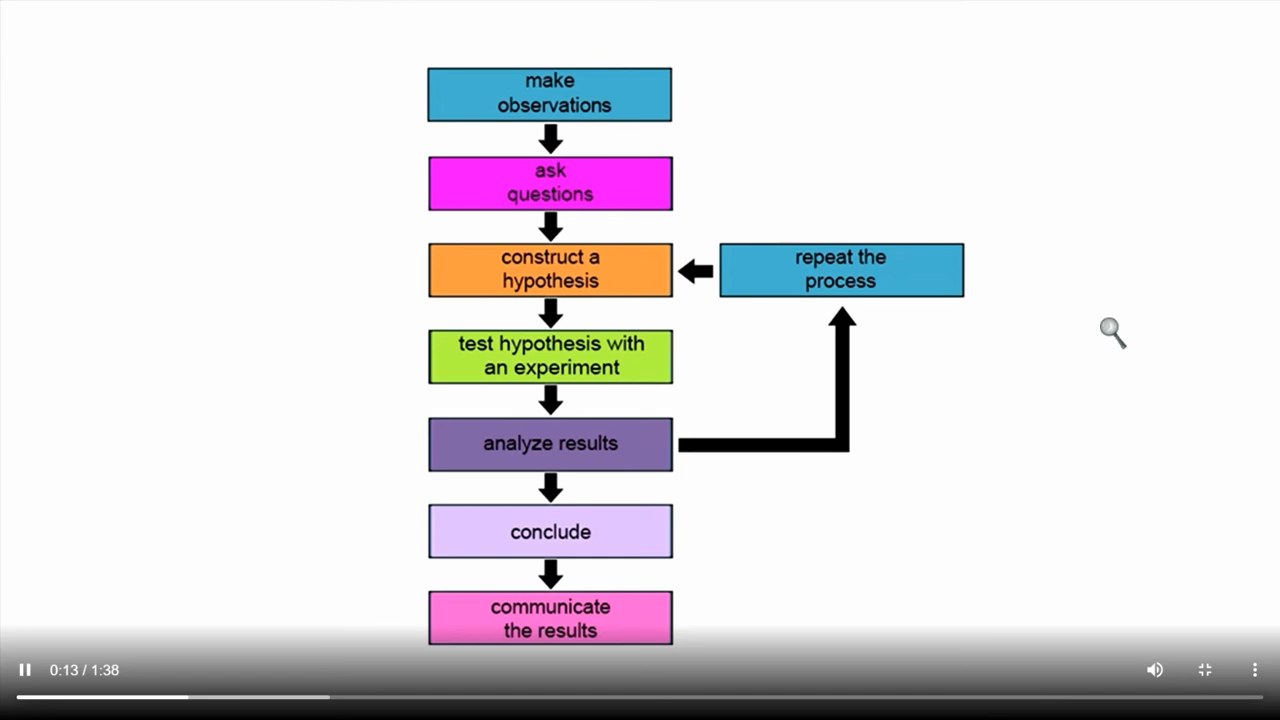 make
observations
ask
questions
construct a
hypothesis
repeat the
process
test hypothesis with
an experiment
analyze results
conclude
communicate
the results
0:13 / 1:38